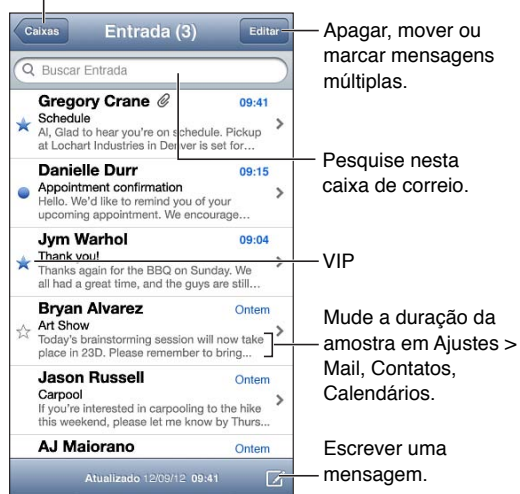 Caixas
Entrada (3)
Editar
Buscar Entrada
Gregory Crane
09:41
Schedule
Al, Glad to hear you're on schedule. Pickup
at Lochart Industries in Denver is set for...
Danielle Durr
09:15
Appointment confirmation
Hello. We'd like to remind you of your
upcoming appointment. We encourage...
Jym Warhol
09:04
Thank you!
Thanks again for the BBQ on Sunday. We
all had a great time, and the guys are still...
Bryan Alvarez
Ontem
Art Show
Today's brainstorming session will now take
place in 23D. Please remember to bring...
Jason Russell
Ontem
Carpool
If you're interested in carpooling to the hike
this weekend, please let me know by Thurs...
AJ Maiorano
Ontem
Atualizado 12/09/12 09:41
Apagar, mover ou
marcar mensagens
múltiplas.
Pesquise nesta
caixa de correio.
VIP
Mude a duração da
amostra em Ajustes >
Mail, Contatos,
Calendários.
Escrever uma
mensagem.